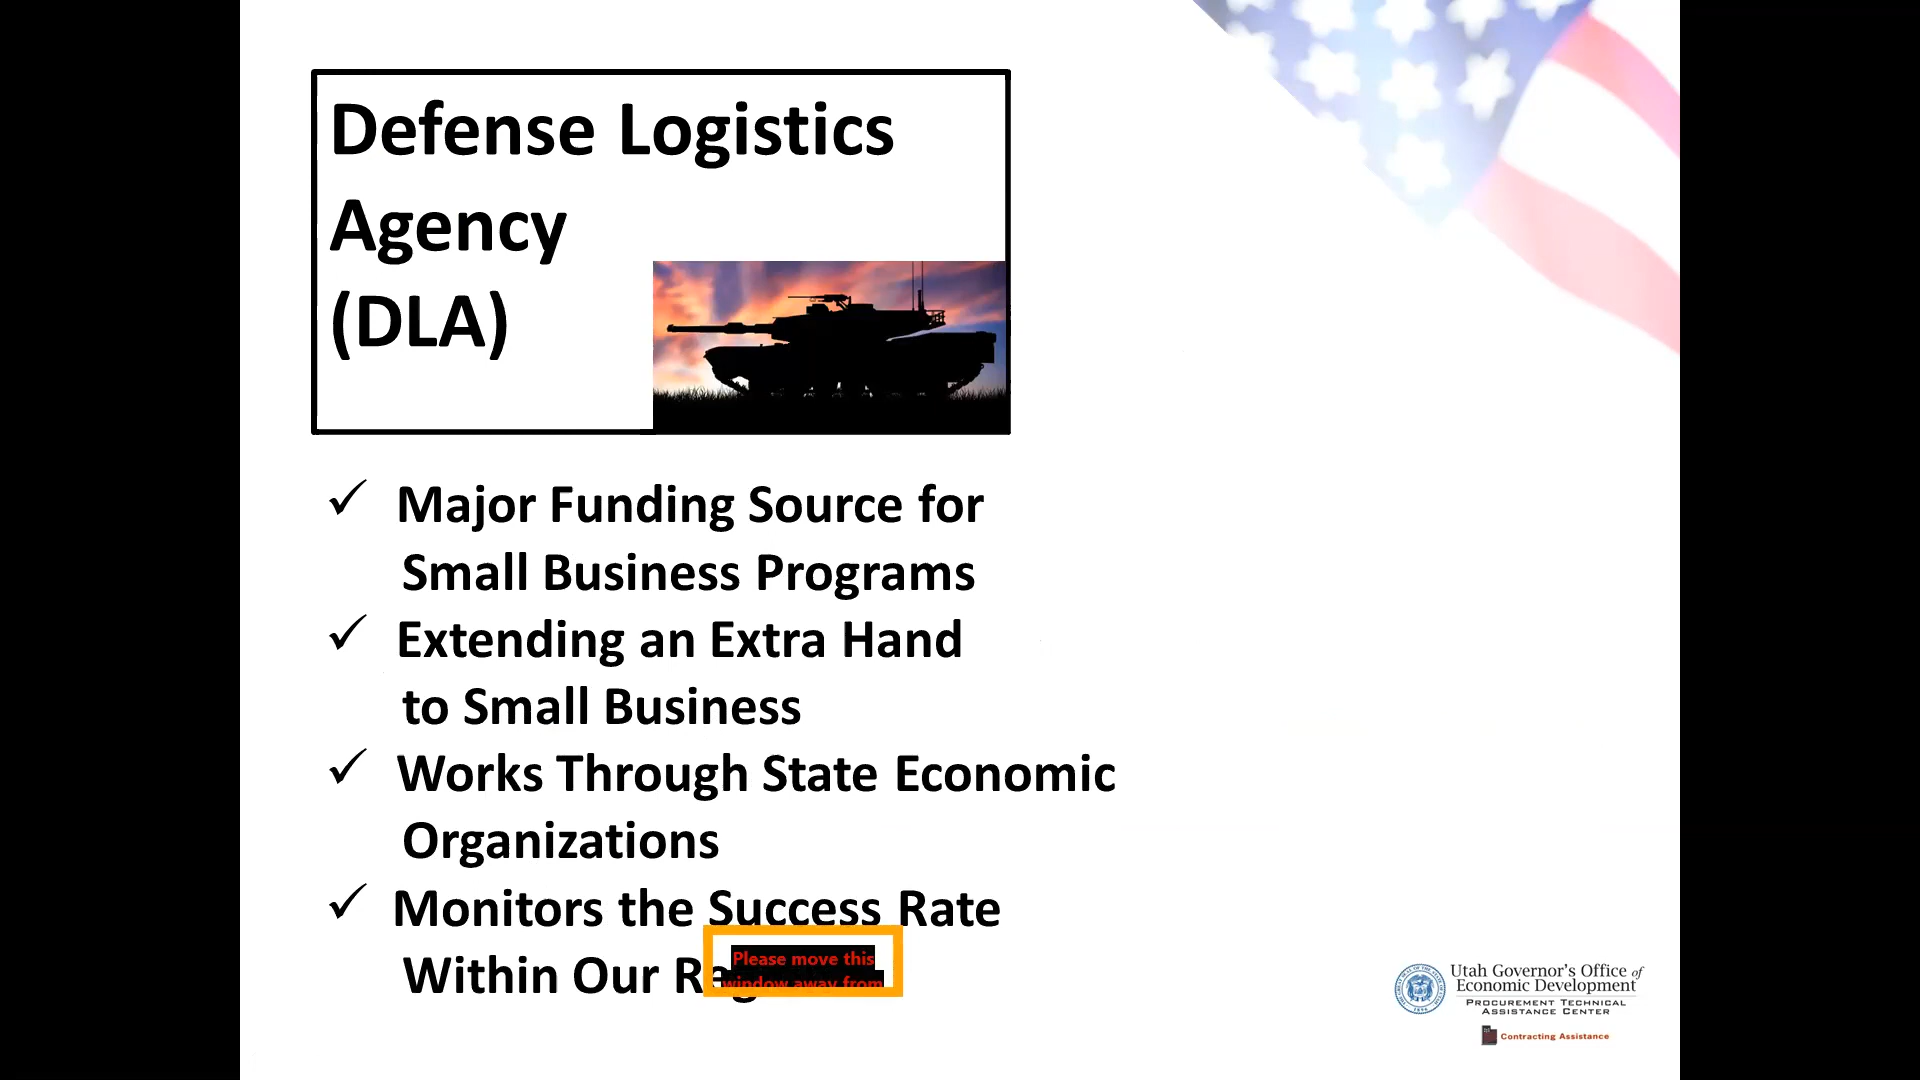 Defense Logistics
Agency
(DLA)
✓ Major Funding Source for
Small Business Programs
✓ Extending an Extra Hand
to Small Business
✓ Works Through State Economic
Organizations
✓ Monitors the Success Rate
Within Our
Please move this
window away from
Utah Governor's Office of
Economic Development
PROCUREMENT TECHNICAL
ASSISTANCE CENTER
Contracting Assistance